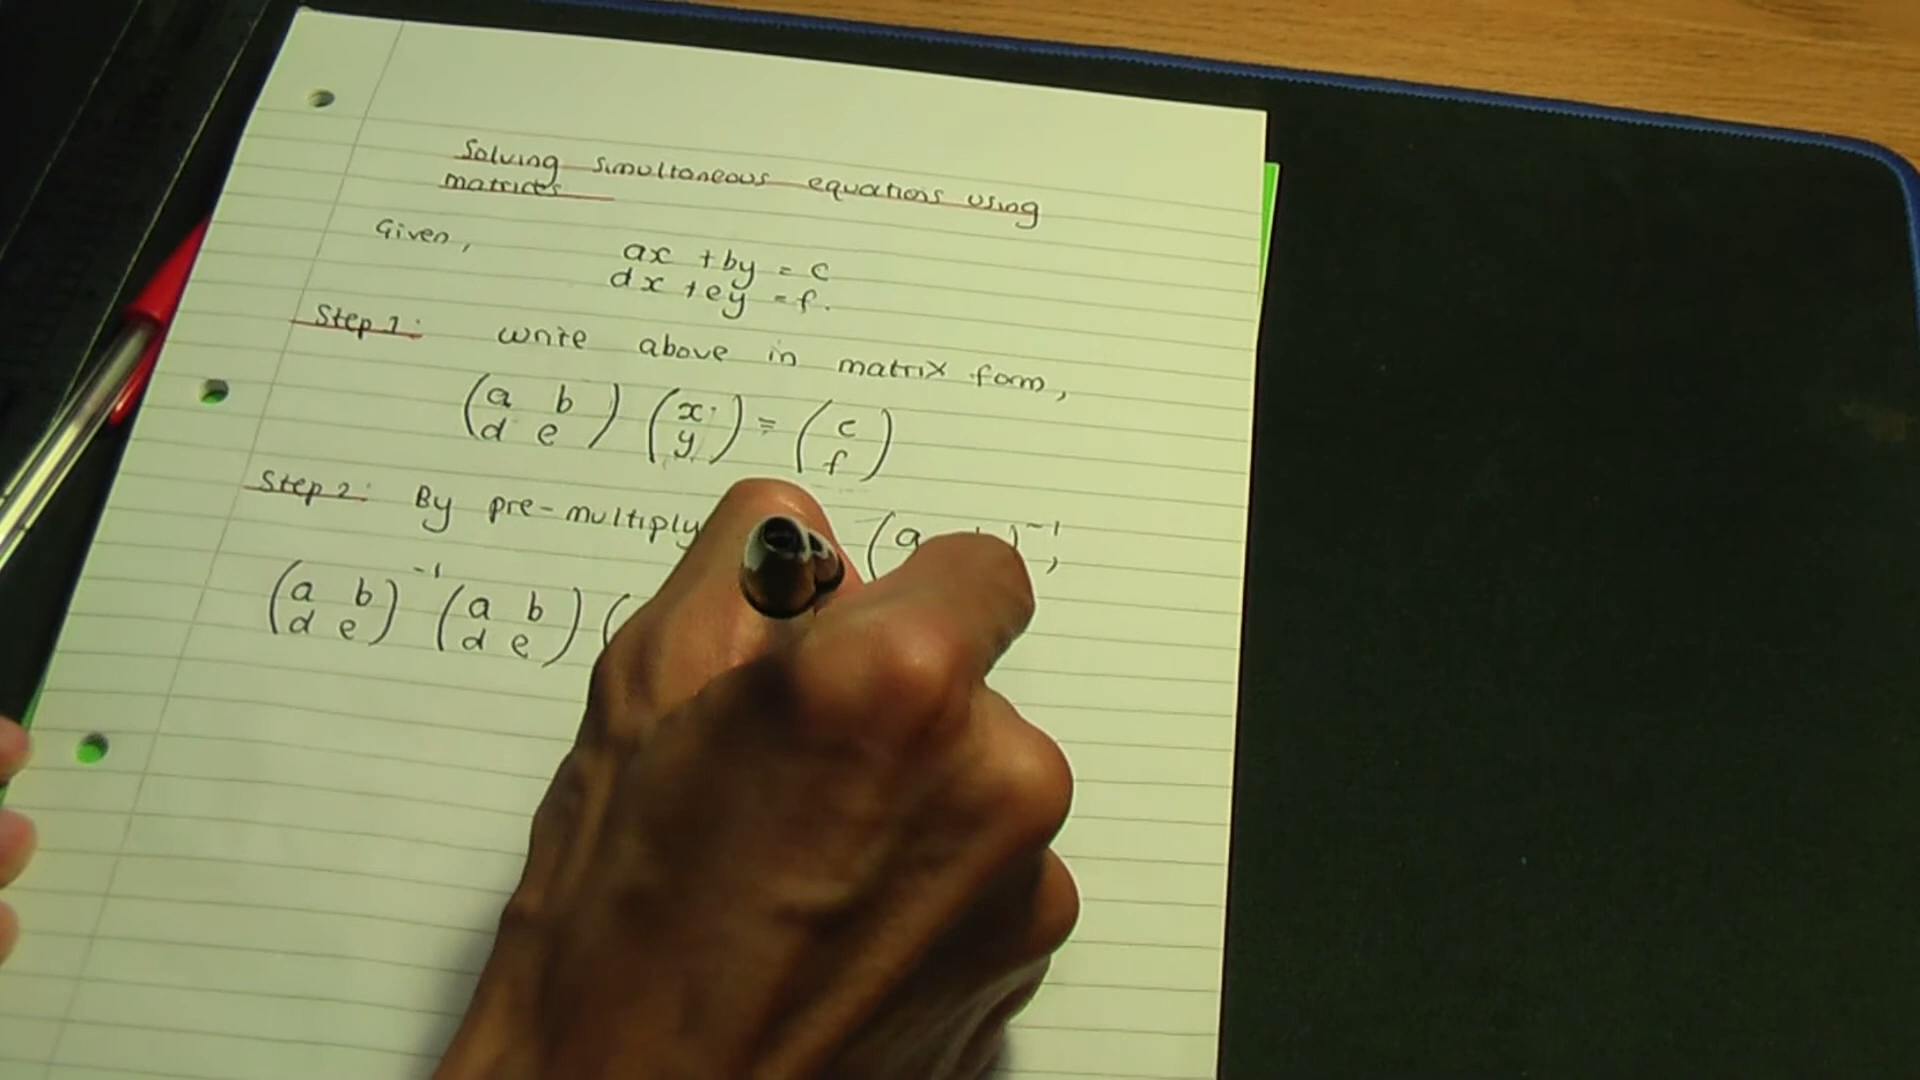 Solving simultaneous equations using
matrices
Given,
ax + by = c
dx + ey = f.
Step 1: write above in matrix form,
(a b) (x) = (c)
(d e) (y) (f)
Step 2: By pre-multiply (a )⁻¹,
(a b)⁻¹ (a b) (
(d e) (d e)